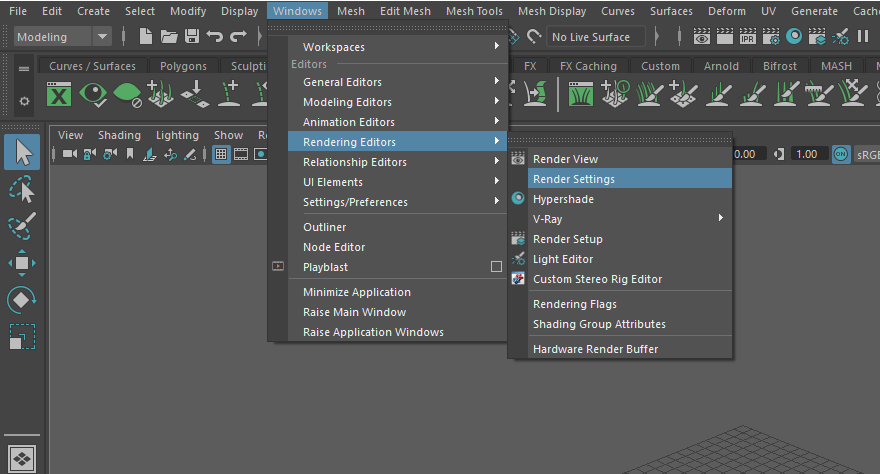 File Edit Create Select Modify Display Windows Mesh Edit Mesh Mesh Tools Mesh Display Curves Surfaces Deform UV Generate Cache
Modeling No Live Surface
Curves / Surfaces Polygons FX FX Caching Custom Arnold Bifrost MASH
IPR
View Shading Lighting Show
0.00 1.00 ON
Workspaces
Editors
General Editors
Modeling Editors
Animation Editors
Rendering Editors
Relationship Editors
UI Elements
Settings/Preferences
Outliner
Node Editor
Playblast
Minimize Application
Raise Main Window
Raise Application Windows
Render View
Render Settings
Hypershade
V-Ray
Render Setup
Light Editor
Custom Stereo Rig Editor
Rendering Flags
Shading Group Attributes
Hardware Render Buffer